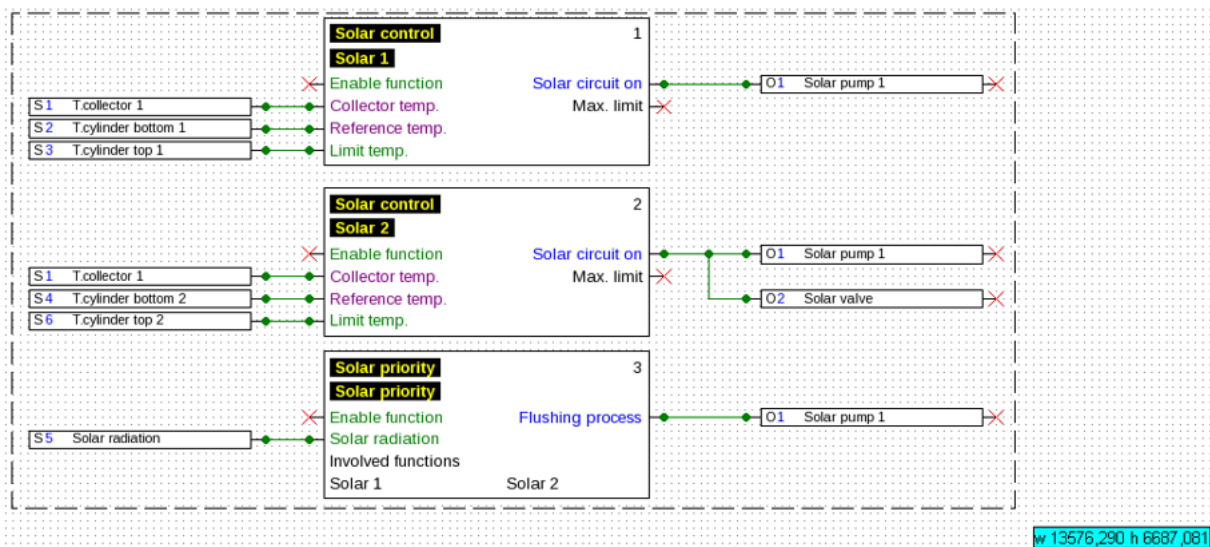 Solar control 1
Solar 1
Enable function Solar circuit on O1 Solar pump 1
S1 T.collector 1 Collector temp. Max. limit
S2 T.cylinder bottom 1 Reference temp.
S3 T.cylinder top 1 Limit temp.
Solar control 2
Solar 2
Enable function Solar circuit on O1 Solar pump 1
S1 T.collector 1 Collector temp. Max. limit
S4 T.cylinder bottom 2 Reference temp. O2 Solar valve
S6 T.cylinder top 2 Limit temp.
Solar priority 3
Solar priority
Enable function Flushing process O1 Solar pump 1
S5 Solar radiation Solar radiation
Involved functions
Solar 1 Solar 2
w 13576,290 h 6687,081